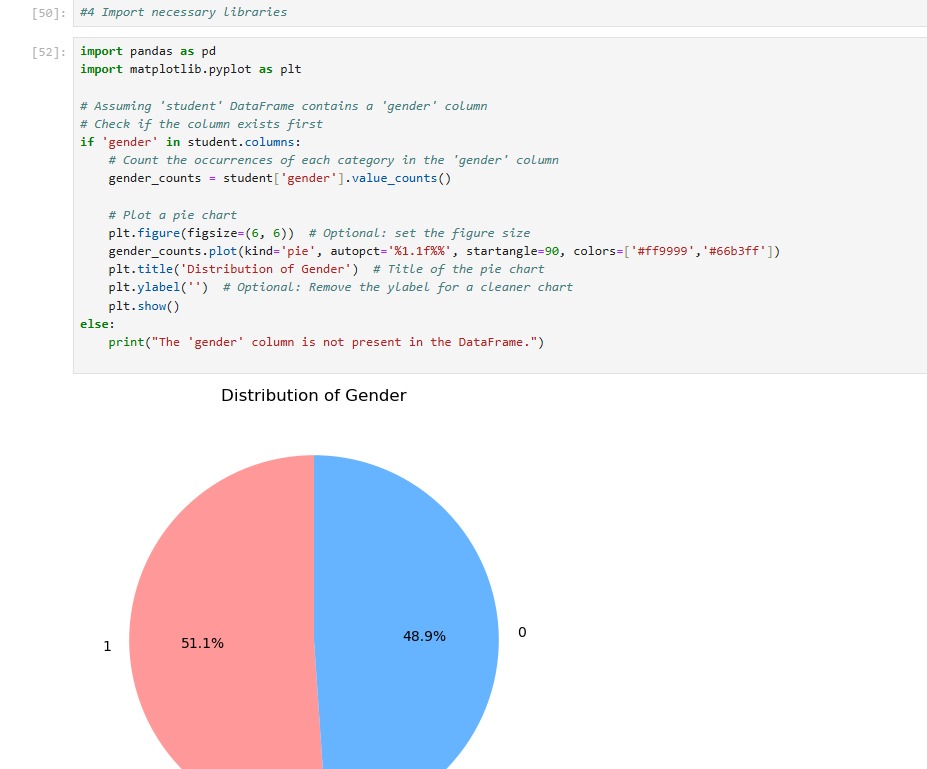 [50]: #4 Import necessary libraries
[52]: import pandas as pd
import matplotlib.pyplot as plt

# Assuming 'student' DataFrame contains a 'gender' column
# Check if the column exists first
if 'gender' in student.columns:
    # Count the occurrences of each category in the 'gender' column
    gender_counts = student['gender'].value_counts()

    # Plot a pie chart
    plt.figure(figsize=(6, 6))  # Optional: set the figure size
    gender_counts.plot(kind='pie', autopct='%1.1f%%', startangle=90, colors=['#ff9999','#66b3ff'])
    plt.title('Distribution of Gender')  # Title of the pie chart
    plt.ylabel('')  # Optional: Remove the ylabel for a cleaner chart
    plt.show()
else:
    print("The 'gender' column is not present in the DataFrame.")
Distribution of Gender
48.9% 0
1 51.1%